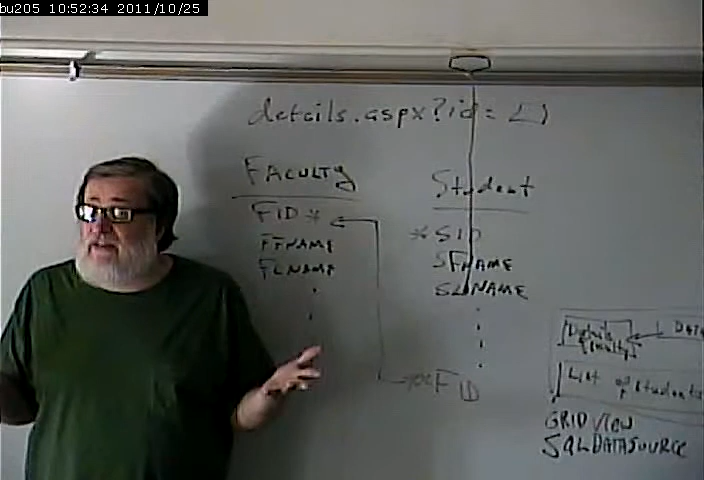 bu205 10:52:34 2011/10/25
details.aspx?id=
FACULTY
FID *
FFNAME
FLNAME
Student
*SID
SFNAME
SLNAME
FID
Details
Faculty
1 DATA
List of Students
GRIDVIEW
SQLDATASOURCE